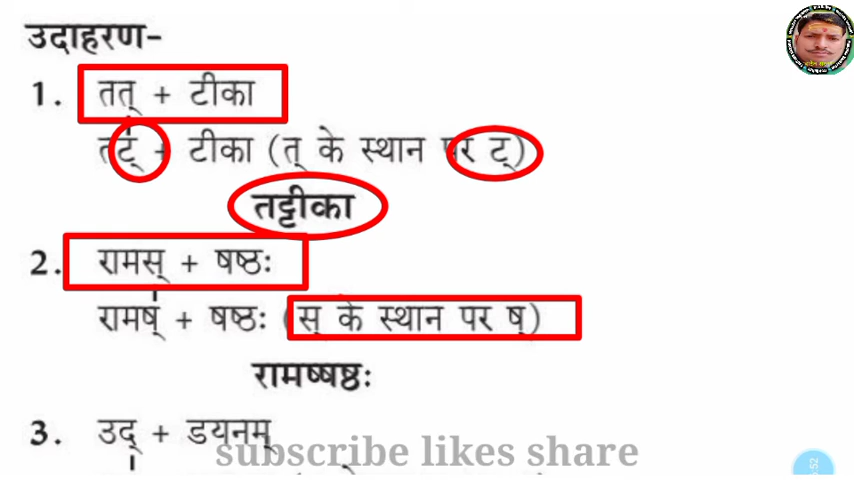 उदाहरण-
1. तत् + टीका
तट् + टीका (त् के स्थान पर ट्)
तट्टीका
2. रामस् + षष्ठः
रामष् + षष्ठः (स् के स्थान पर ष्)
रामष्षष्ठः
3. उद् + डयनम्
subscribe likes share